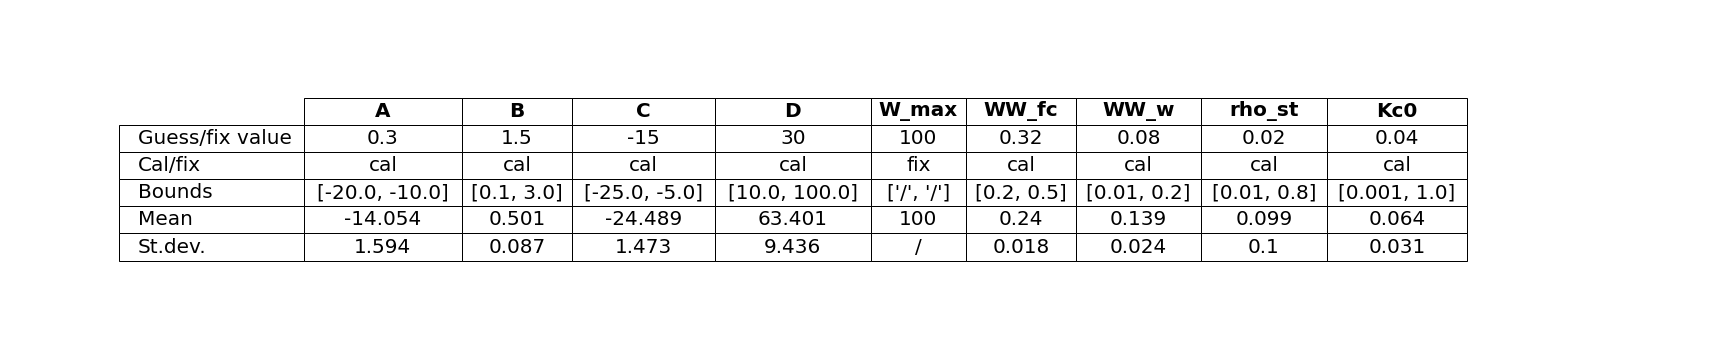 A B C D W_max WW_fc WW_w rho_st Kc0
Guess/fix value 0.3 1.5 -15 30 100 0.32 0.08 0.02 0.04
Cal/fix cal cal cal cal fix cal cal cal cal
Bounds [-20.0, -10.0] [0.1, 3.0] [-25.0, -5.0] [10.0, 100.0] ['/', '/'] [0.2, 0.5] [0.01, 0.2] [0.01, 0.8] [0.001, 1.0]
Mean -14.054 0.501 -24.489 63.401 100 0.24 0.139 0.099 0.064
St.dev. 1.594 0.087 1.473 9.436 / 0.018 0.024 0.1 0.031